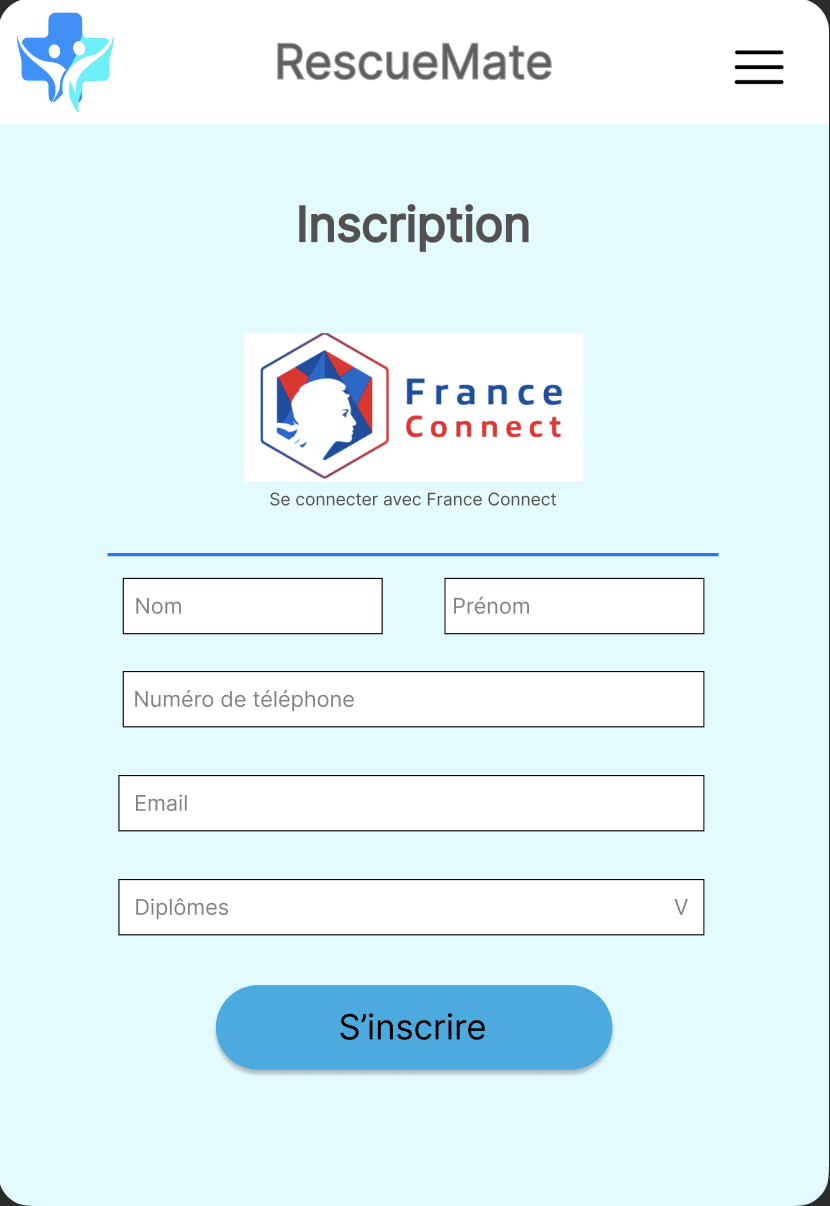 RescueMate
Inscription
France
Connect
Se connecter avec France Connect
Nom
Prénom
Numéro de téléphone
Email
Diplômes V
S’inscrire